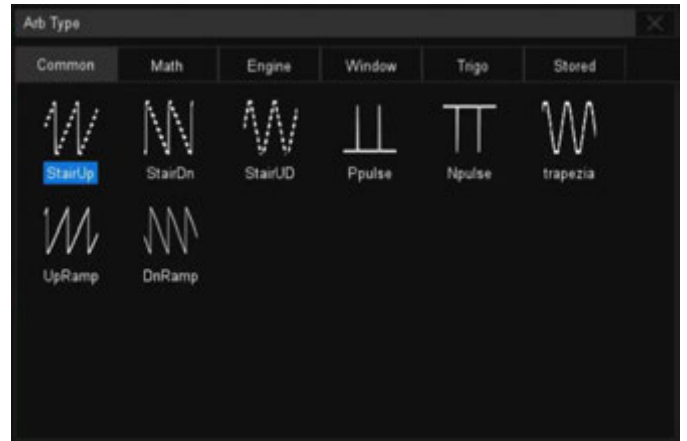 Arb Type
Common Math Engine Window Trigo Stored
StairUp StairDn StairUD Ppulse Npulse trapezia
UpRamp DnRamp